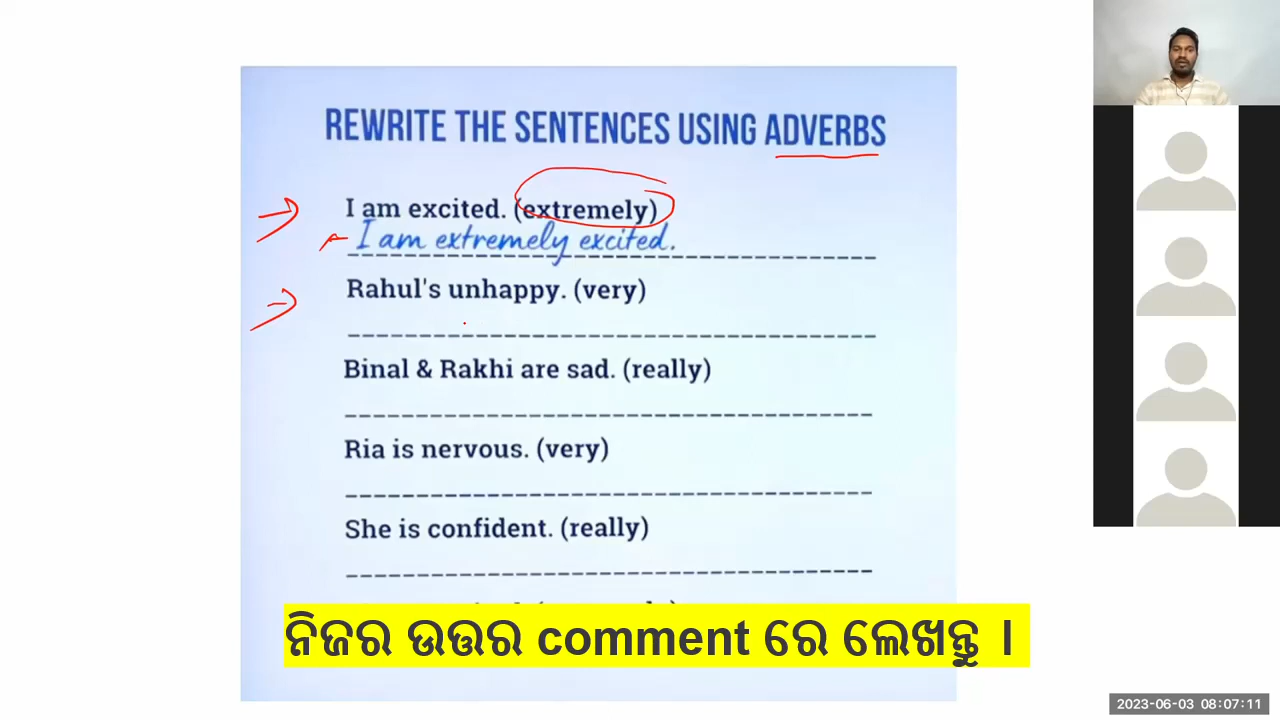 REWRITE THE SENTENCES USING ADVERBS
I am excited. (extremely)
I am extremely excited.
Rahul's unhappy. (very)
Binal & Rakhi are sad. (really)
Ria is nervous. (very)
She is confident. (really)
ନିଜର ଉତ୍ତର comment ରେ ଲେଖନ୍ତୁ ।
2023-06-03 08:07:11